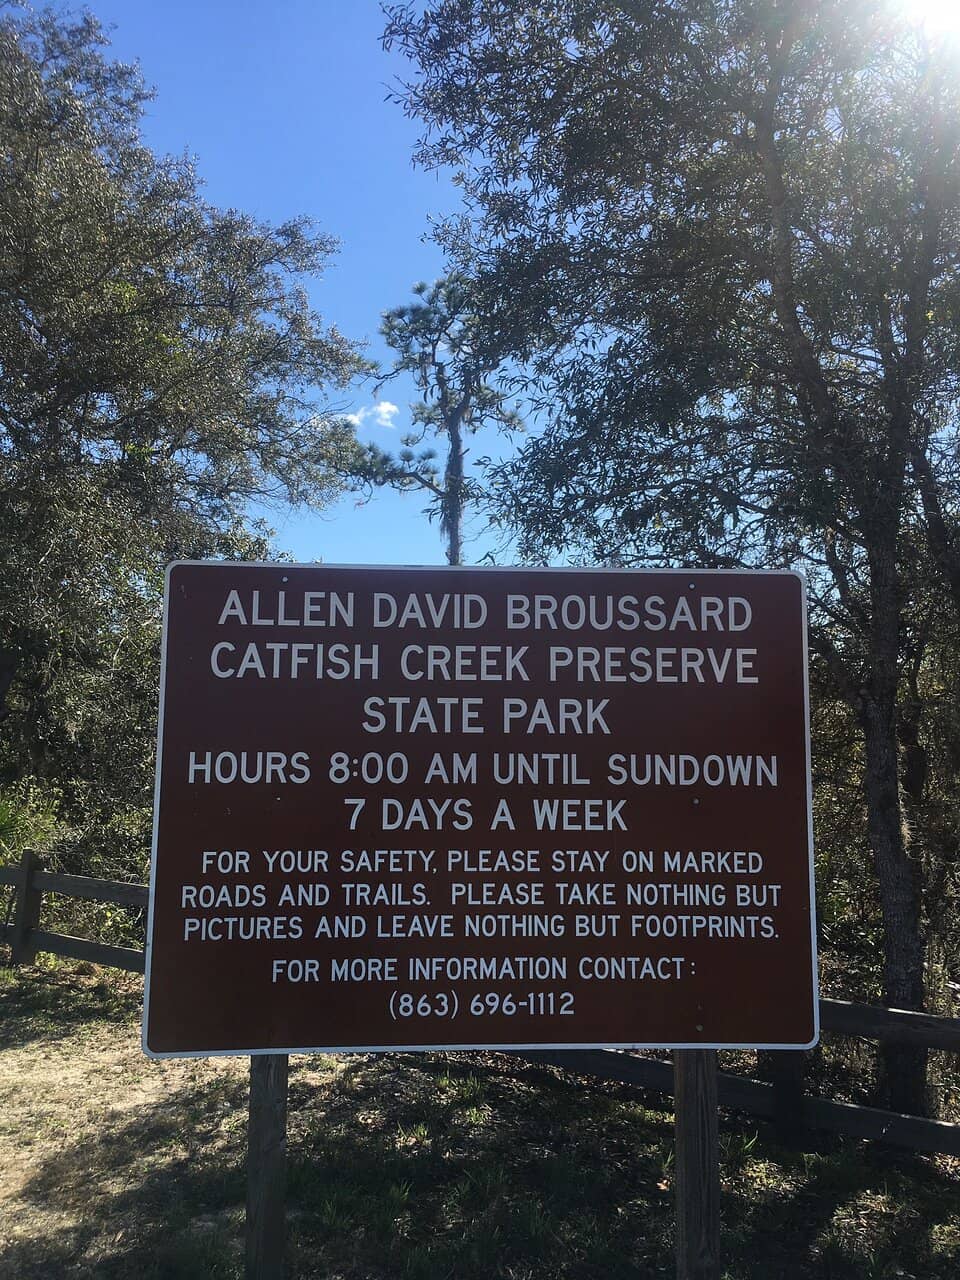 ALLEN DAVID BROUSSARD
CATFISH CREEK PRESERVE
STATE PARK
HOURS 8:00 AM UNTIL SUNDOWN
7 DAYS A WEEK
FOR YOUR SAFETY, PLEASE STAY ON MARKED
ROADS AND TRAILS. PLEASE TAKE NOTHING BUT
PICTURES AND LEAVE NOTHING BUT FOOTPRINTS.
FOR MORE INFORMATION CONTACT:
(863) 696-1112